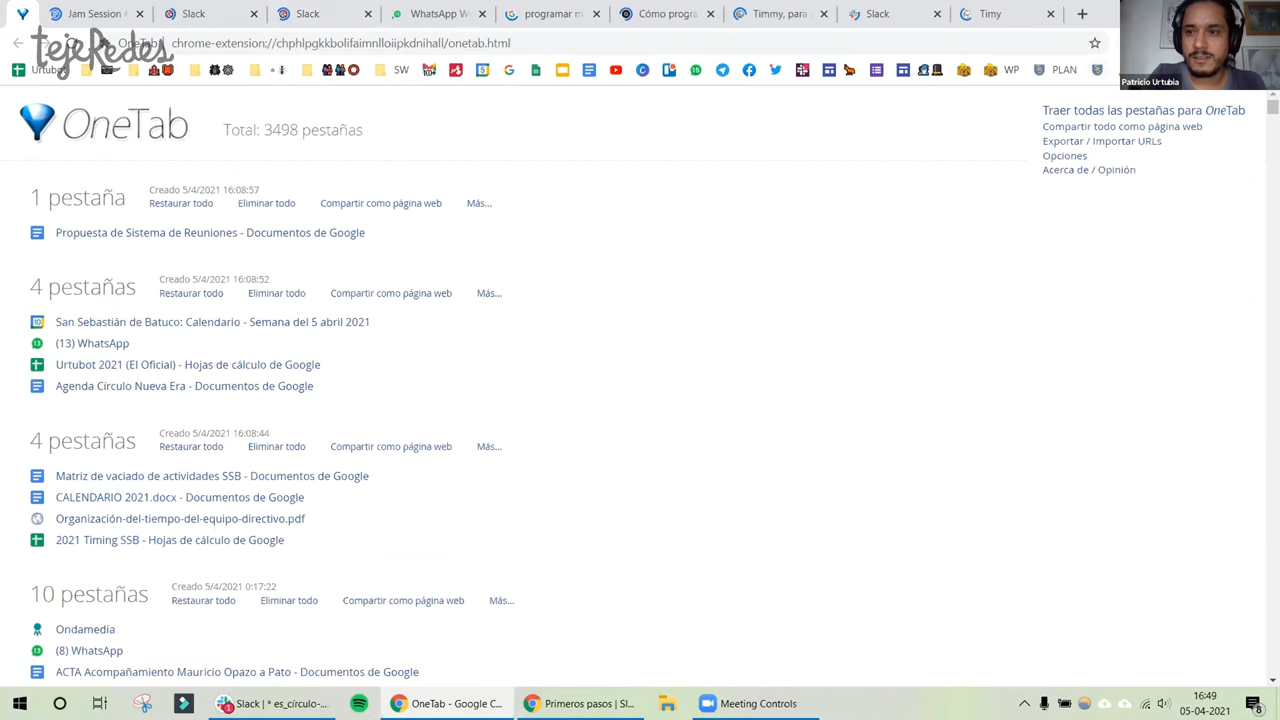 Jam Session
Slack
Slack
WhatsApp W
programar
Cómo progra
Timmy, para
Slack
Timy
tejeRedes
OneTab
chrome-extension://chphlpgkkbolifaimnlloiipkdnihall/onetab.html
Urtubot
SW
WP
PLAN
Patricio Urtubia
OneTab
Total: 3498 pestañas
Traer todas las pestañas para OneTab
Compartir todo como página web
Exportar / Importar URLs
Opciones
Acerca de / Opinión
1 pestaña
Creado 5/4/2021 16:08:57
Restaurar todo Eliminar todo Compartir como página web Más...
Propuesta de Sistema de Reuniones - Documentos de Google
4 pestañas
Creado 5/4/2021 16:08:52
Restaurar todo Eliminar todo Compartir como página web Más...
San Sebastián de Batuco: Calendario - Semana del 5 abril 2021
(13) WhatsApp
Urtubot 2021 (El Oficial) - Hojas de cálculo de Google
Agenda Círculo Nueva Era - Documentos de Google
4 pestañas
Creado 5/4/2021 16:08:44
Restaurar todo Eliminar todo Compartir como página web Más...
Matriz de vaciado de actividades SSB - Documentos de Google
CALENDARIO 2021.docx - Documentos de Google
Organización-del-tiempo-del-equipo-directivo.pdf
2021 Timing SSB - Hojas de cálculo de Google
10 pestañas
Creado 5/4/2021 0:17:22
Restaurar todo Eliminar todo Compartir como página web Más...
Ondamedia
(8) WhatsApp
ACTA Acompañamiento Mauricio Opazo a Pato - Documentos de Google
Slack | * es_círculo-...
OneTab - Google C...
Primeros pasos | Sl...
Meeting Controls
16:49
05-04-2021
8